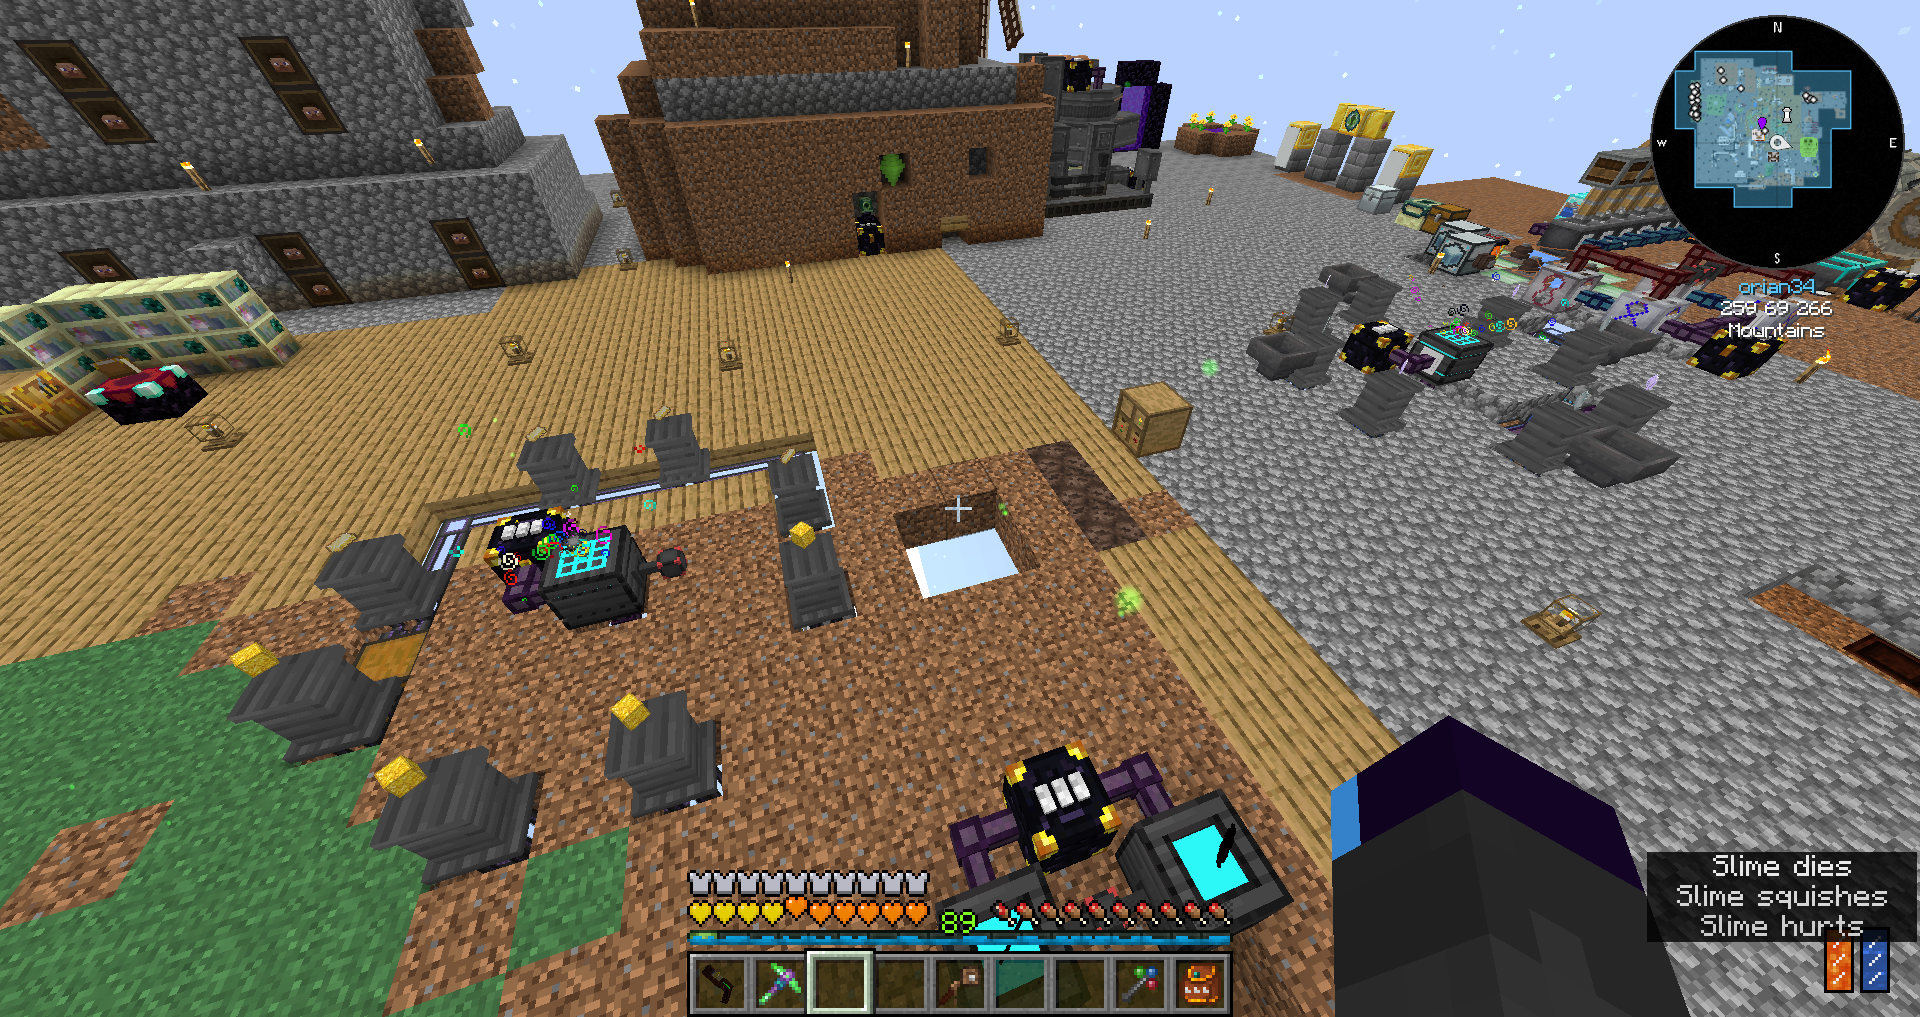 N
W
E
S
orian34_
259 69 266
Mountains
Slime dies
Slime squishes
Slime hurts
89